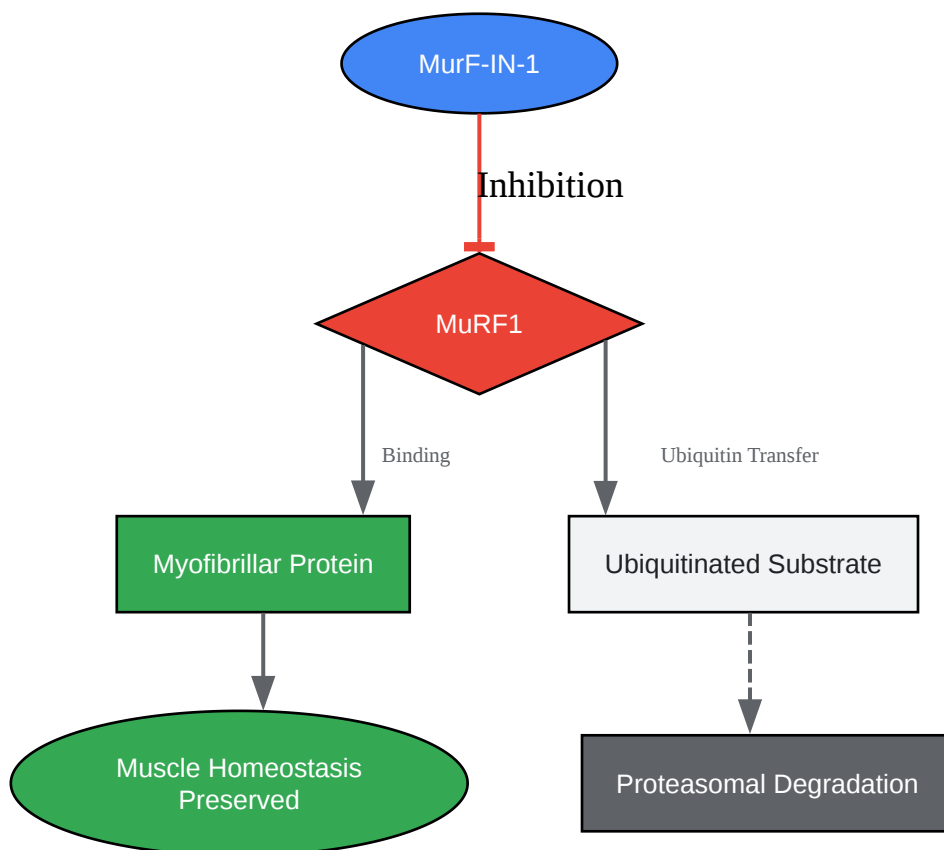 MurF-IN-1
Inhibition
MuRF1
Binding
Ubiquitin Transfer
Myofibrillar Protein
Ubiquitinated Substrate
Muscle Homeostasis
Preserved
Proteasomal Degradation